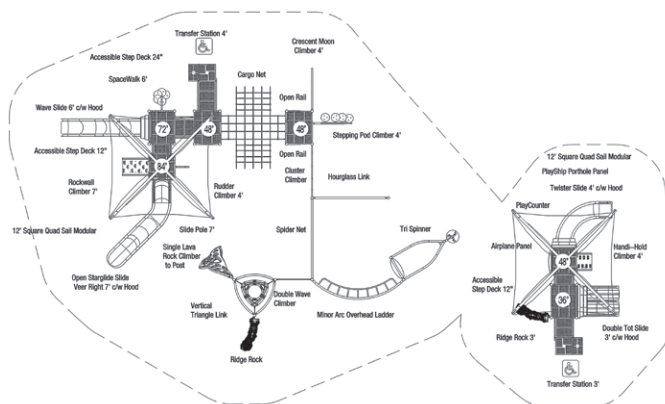 Transfer Station 4'
Crescent Moon
Climber 4'
Accessible Step Deck 24"
SpaceWalk 6'
Cargo Net
Open Rail
Wave Slide 6' c/w Hood
72"
48"
48"
Stepping Pod Climber 4'
Accessible Step Deck 12"
84"
Open Rail
Cluster
Climber
Hourglass Link
Rockwall
Climber 7'
Rudder
Climber 4'
12' Square Quad Sail Modular
Slide Pole 7'
Spider Net
Tri Spinner
Single Lava
Rock Climber
to Post
Open Starglide Slide
Veer Right 7' c/w Hood
Vertical
Triangle Link
Double Wave
Climber
Minor Arc Overhead Ladder
Ridge Rock
12' Square Quad Sail Modular
PlayShip Porthole Panel
Twister Slide 4' c/w Hood
PlayCounter
Airplane Panel
Handi-Hold
Climber 4'
48"
Accessible
Step Deck 12"
36"
Ridge Rock 3'
Double Tot Slide
3' c/w Hood
Transfer Station 3'